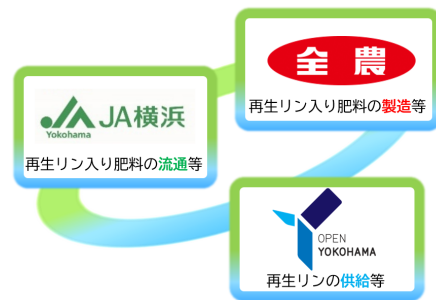 全農
再生リン入り肥料の製造等
JA横浜
Yokohama
再生リン入り肥料の流通等
OPEN
YOKOHAMA
再生リンの供給等